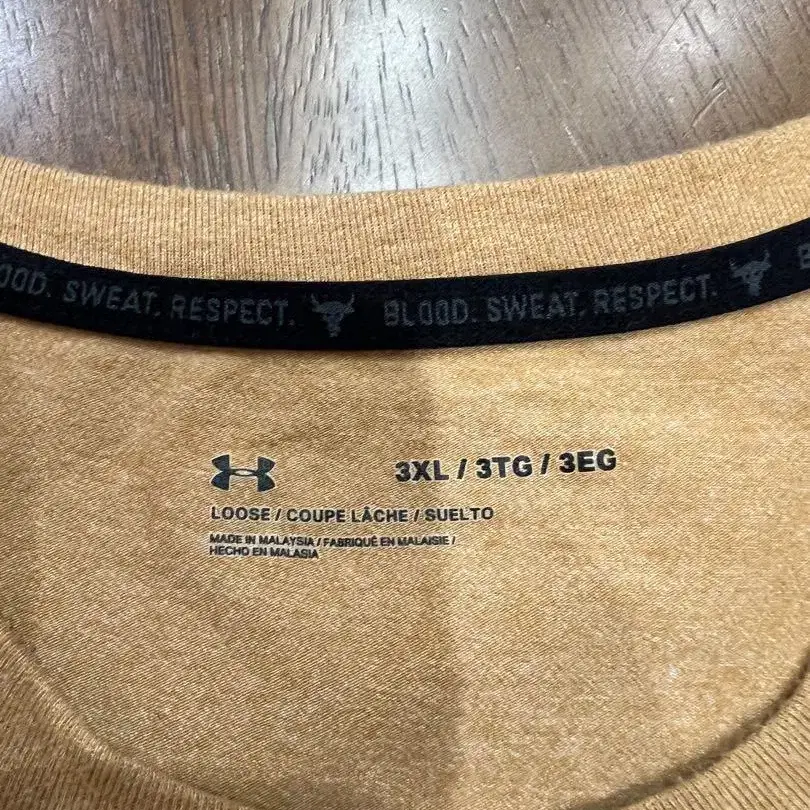 OOD. SWEAT. RESPECT. BLOOD. SWEAT. RESPECT. B
3XL / 3TG / 3EG
LOOSE / COUPE LÂCHE / SUELTO
MADE IN MALAYSIA / FABRIQUÉ EN MALAISIE /
HECHO EN MALASIA